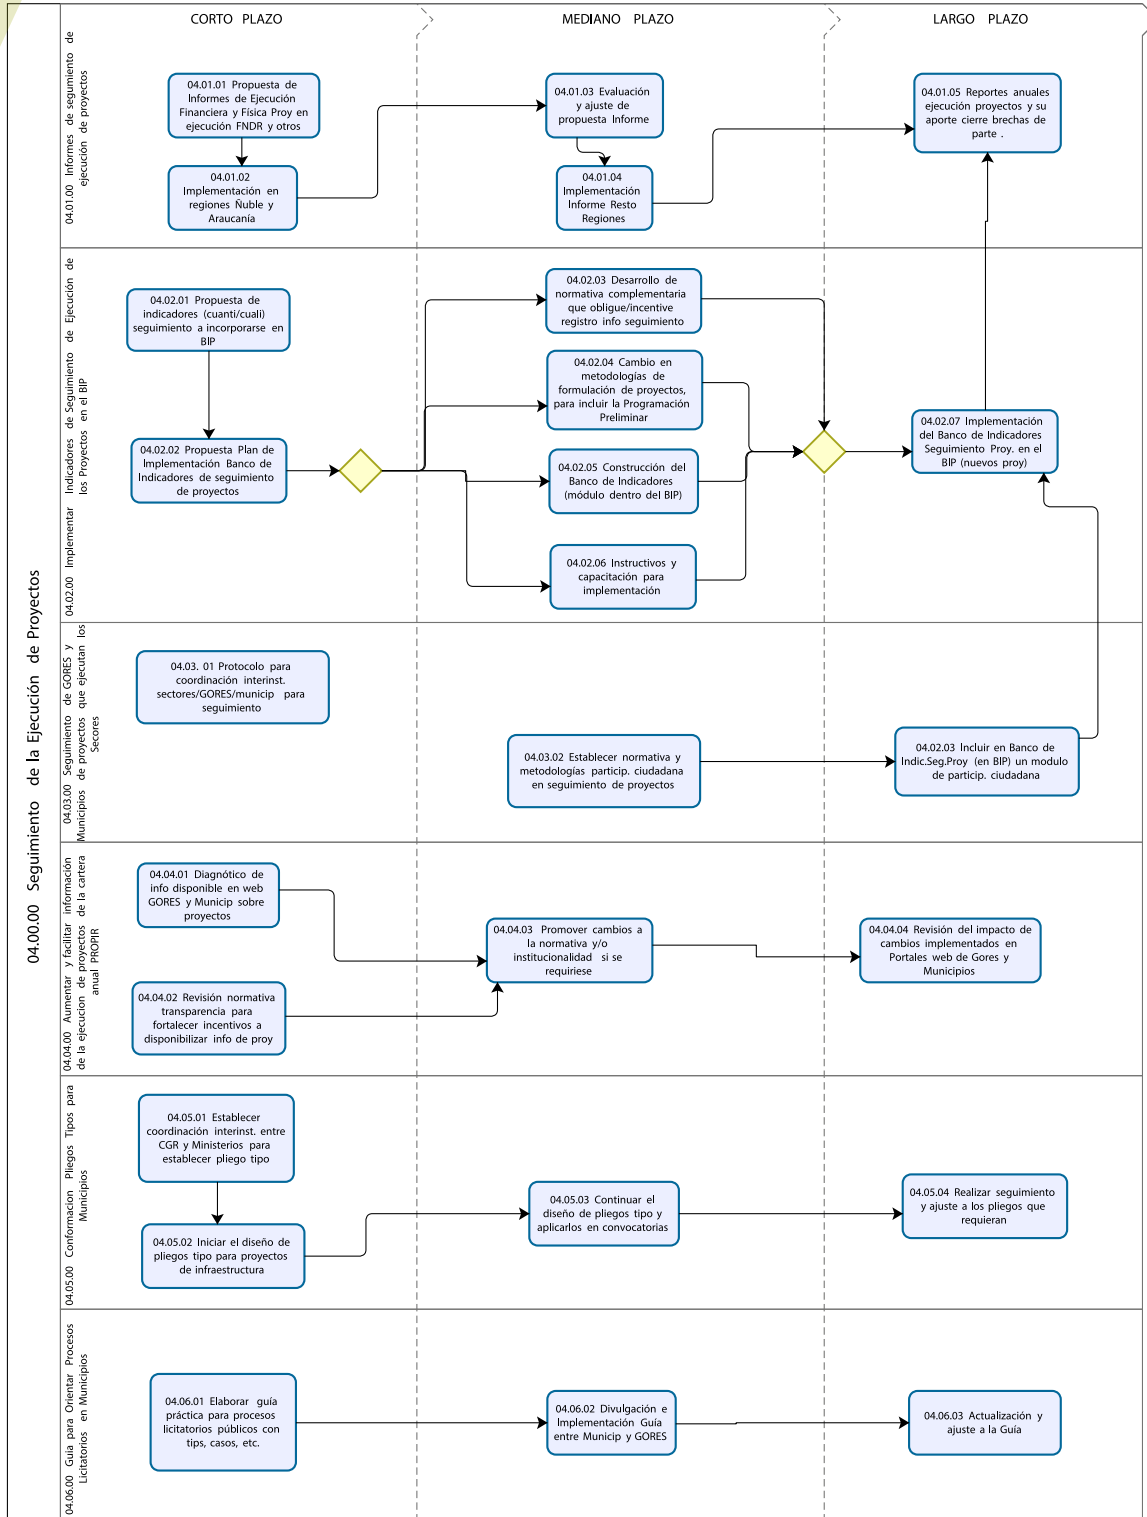 CORTO PLAZO
MEDIANO PLAZO
LARGO PLAZO
04.00.00 Seguimiento de la Ejecución de Proyectos
04.01.00 Informes de segumiento de
ejecución de proyectos
04.01.01 Propuesta de
Informes de Ejecución
Financiera y Física Proy en
ejecución FNDR y otros
04.01.02
Implementación en
regiones Ñuble y
Araucanía
04.01.03 Evaluación
y ajuste de
propuesta Informe
04.01.04
Implementación
Informe Resto
Regiones
04.01.05 Reportes anuales
ejecución proyectos y su
aporte cierre brechas de
parte .
04.02.00 Implementar Indicadores de Seguimiento de Ejecución de
los Proyectos en el BIP
04.02.01 Propuesta de
indicadores (cuanti/cuali)
seguimiento a incorporarse en
BIP
04.02.02 Propuesta Plan de
Implementación Banco de
Indicadores de seguimiento
de proyectos
04.02.03 Desarrollo de
normativa complementaria
que obligue/incentive
registro info seguimiento
04.02.04 Cambio en
metodologías de
formulación de proyectos,
para incluir la Programación
Preliminar
04.02.05 Construcción del
Banco de Indicadores
(módulo dentro del BIP)
04.02.06 Instructivos y
capacitación para
implementación
04.02.07 Implementación
del Banco de Indicadores
Seguimiento Proy. en el
BIP (nuevos proy)
04.03.00 Seguimiento de GORES y
Municipios de proyectos que ejecutan los
Secores
04.03. 01 Protocolo para
coordinación interinst.
sectores/GORES/municip para
seguimiento
04.03.02 Establecer normativa y
metodologías particip. ciudadana
en seguimiento de proyectos
04.02.03 Incluir en Banco de
Indic.Seg.Proy (en BIP) un modulo
de particip. ciudadana
04.04.00 Aumentar y facilitar información
de la ejecucion de proyectos de la cartera
anual PROPIR
04.04.01 Diagnótico de
info disponible en web
GORES y Municip sobre
proyectos
04.04.02 Revisión normativa
transparencia para
fortalecer incentivos a
disponibilizar info de proy
04.04.03 Promover cambios a
la normativa y/o
institucionalidad si se
requiriese
04.04.04 Revisión del impacto de
cambios implementados en
Portales web de Gores y
Municipios
04.05.00 Conformacion Pliegos Tipos para
Municipios
04.05.01 Establecer
coordinación interinst. entre
CGR y Ministerios para
establecer pliego tipo
04.05.02 Iniciar el diseño de
pliegos tipo para proyectos
de infraestructura
04.05.03 Continuar el
diseño de pliegos tipo y
aplicarlos en convocatorias
04.05.04 Realizar seguimiento
y ajuste a los pliegos que
requieran
04.06.00 Guia para Orientar Procesos
Licitatorios en Municipios
04.06.01 Elaborar guía
práctica para procesos
licitatorios públicos con
tips, casos, etc.
04.06.02 Divulgación e
Implementación Guía
entre Municip y GORES
04.06.03 Actualización y
ajuste a la Guía